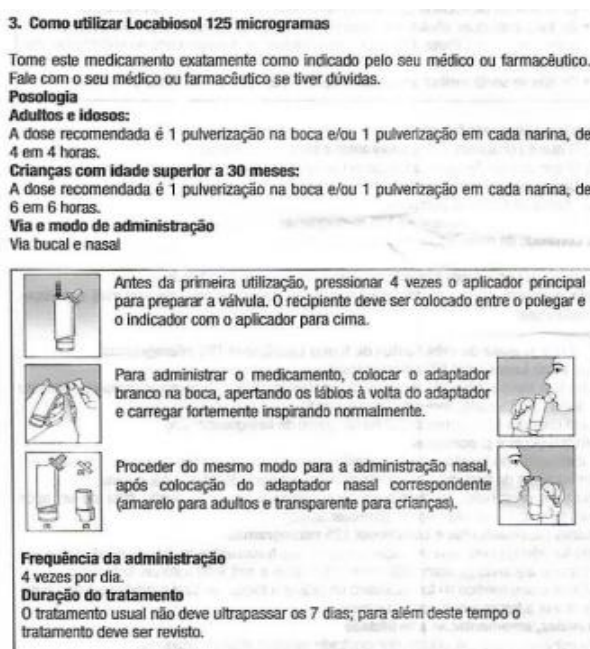 3. Como utilizar Locabiosol 125 microgramas
Tome este medicamento exatamente como indicado pelo seu médico ou farmacêutico.
Fale com o seu médico ou farmacêutico se tiver dúvidas.
Posologia
Adultos e idosos:
A dose recomendada é 1 pulverização na boca e/ou 1 pulverização em cada narina, de
4 em 4 horas.
Crianças com idade superior a 30 meses:
A dose recomendada é 1 pulverização na boca e/ou 1 pulverização em cada narina, de
6 em 6 horas.
Via e modo de administração
Via bucal e nasal
Antes da primeira utilização, pressionar 4 vezes o aplicador principal
para preparar a válvula. O recipiente deve ser colocado entre o polegar e
o indicador com o aplicador para cima.
Para administrar o medicamento, colocar o adaptador
branco na boca, apertando os lábios à volta do adaptador
e carregar fortemente inspirando normalmente.
Proceder do mesmo modo para a administração nasal,
após colocação do adaptador nasal correspondente
(amarelo para adultos e transparente para crianças).
Frequência da administração
4 vezes por dia.
Duração do tratamento
O tratamento usual não deve ultrapassar os 7 dias; para além deste tempo o
tratamento deve ser revisto.